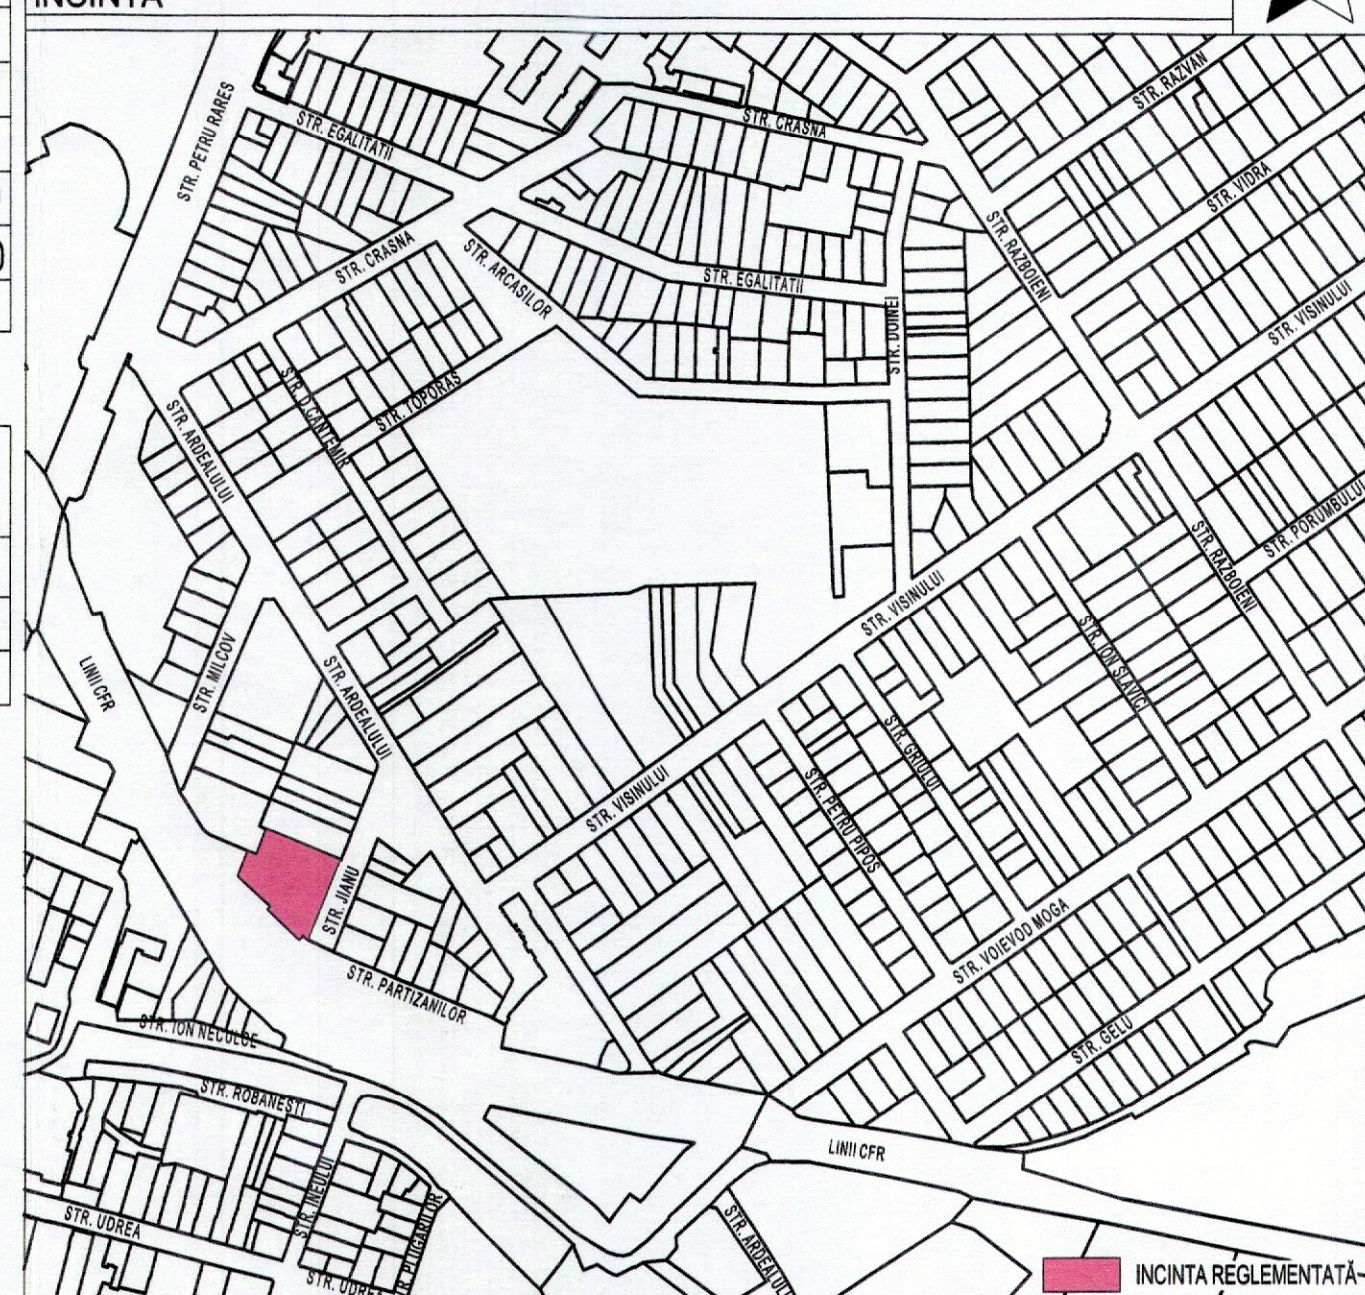 INCINTA
STR. RAZVAN
STR. PETRU RARES
STR. EGALITATII
STR. CRASNA
STR. VIDRA
STR. CRASNA
STR. ARCASILOR
STR. EGALITATII
STR. RAZBOIENI
STR. VISINULUI
STR. DOINEI
STR. D.CANTEMIR
STR. TOPORAS
STR. ARDEALULUI
STR. PORUMBULUI
STR. RAZBOIENI
STR. VISINULUI
STR. ION SLAVICI
LINII CFR
STR. MILCOV
STR. ARDEALULUI
STR. GRIULUI
STR. VISINULUI
STR. PETRU PIPOS
STR. JIANU
STR. VOIEVOD MOGA
STR. PARTIZANILOR
STR. ION NECULCE
STR. GELU
STR. ROBANESTI
LINII CFR
STR. INEULUI
STR. UDREA
STR. PLUGARILOR
STR. ARDEALULUI
STR. UDREA
INCINTA REGLEMENTATĂ-